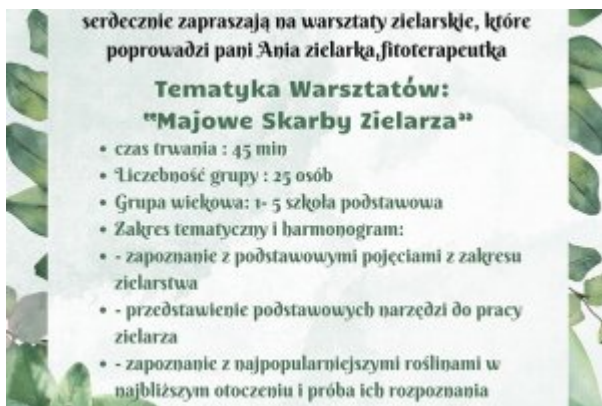 serdecznie zapraszają na warsztaty zielarskie, które
poprowadzi pani Ania zielarka,fitoterapeutka
Tematyka Warsztatów:
"Majowe Skarby Zielarza"
• czas trwania : 45 min
• Liczebność grupy : 25 osób
• Grupa wiekowa: 1- 5 szkoła podstawowa
• Zakres tematyczny i harmonogram:
• - zapoznanie z podstawowymi pojęciami z zakresu
zielarstwa
• - przedstawienie podstawowych narzędzi do pracy
zielarza
• - zapoznanie z najpopularniejszymi roślinami w
najbliższym otoczeniu i próba ich rozpoznania